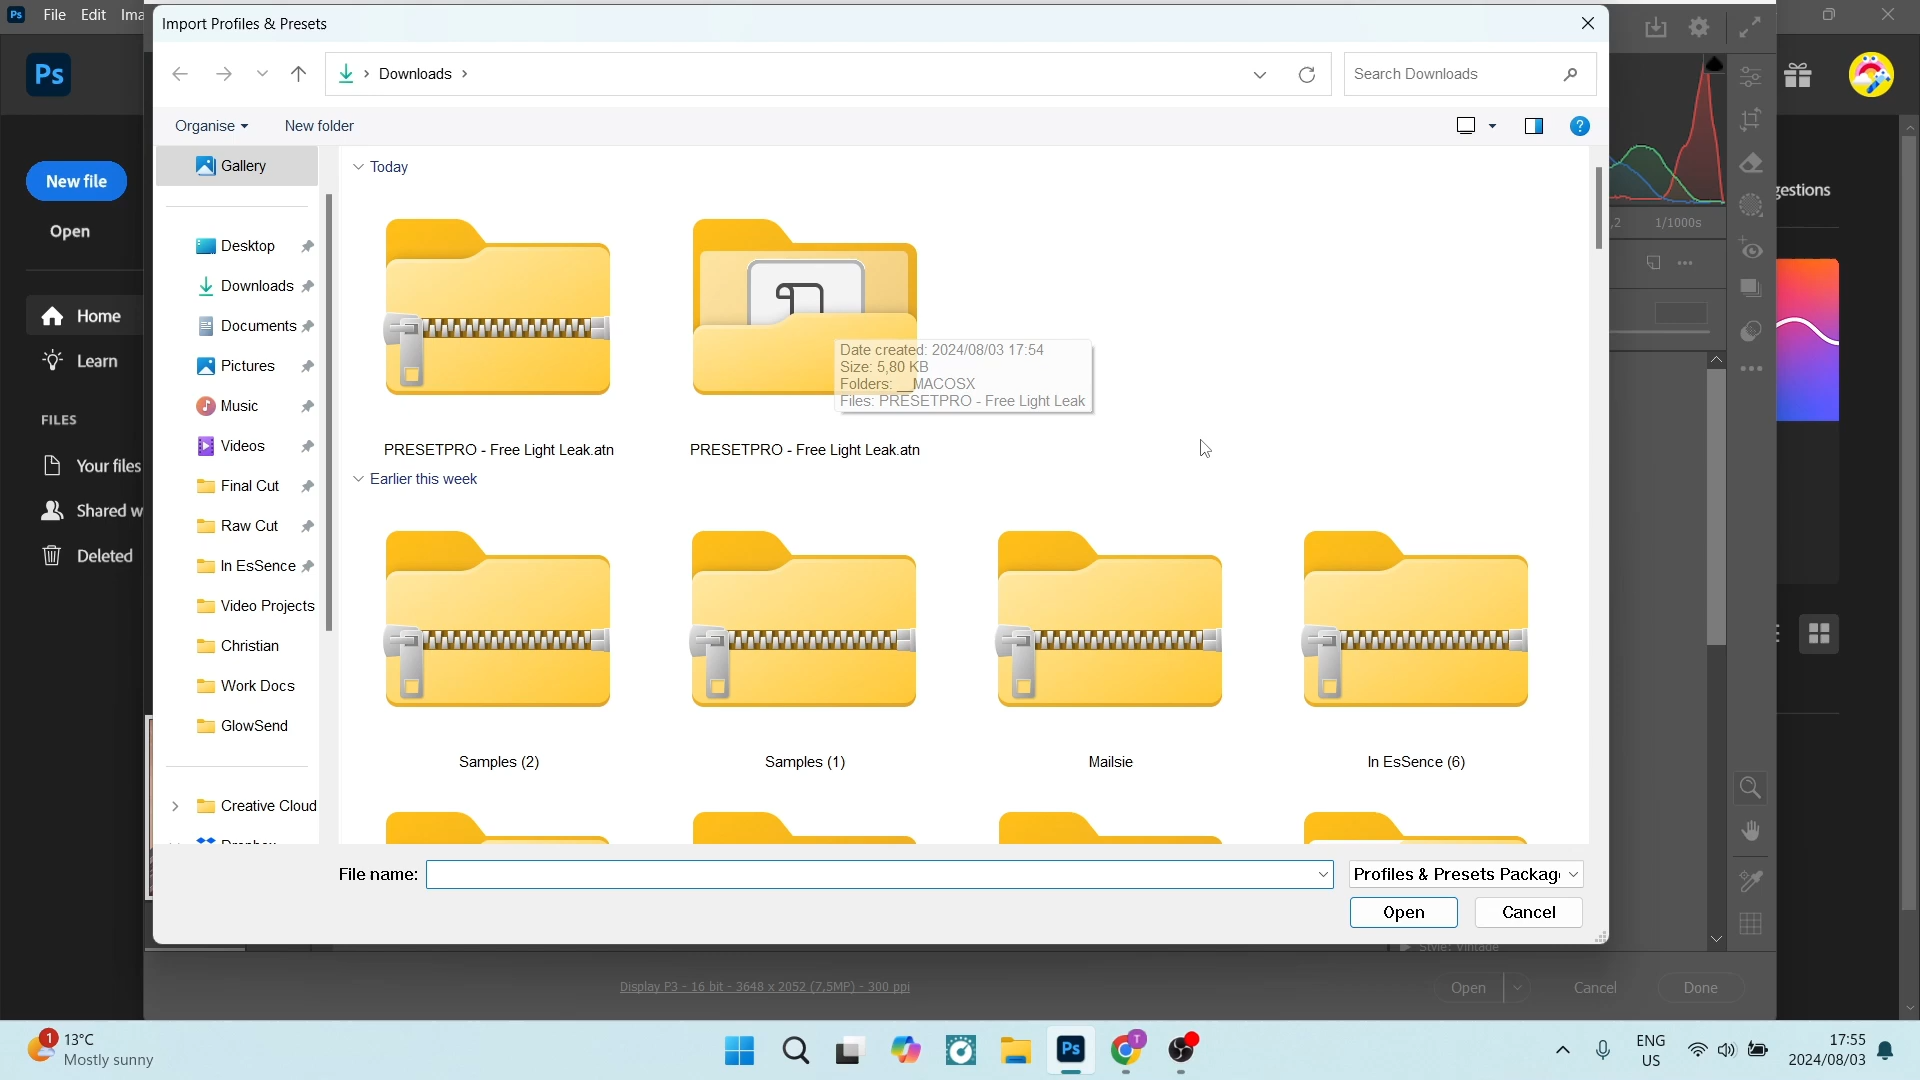 Ps File Edit Ima
Import Profiles & Presets
Ps
Downloads
Search Downloads
Organise
New folder
Gallery
Today
New file
gestions
,2 1/1000s
Open
Desktop
Downloads
Home
Documents
Date created: 2024/08/03 17:54
Learn
Pictures
Size: 5,80 KB
Folders: __MACOSX
Music
Files: PRESETPRO - Free Light Leak
FILES
Videos
PRESETPRO - Free Light Leak.atn
PRESETPRO - Free Light Leak.atn
Your files
Earlier this week
Final Cut
Shared w
Raw Cut
Deleted
In EsSence
Video Projects
Christian
Work Docs
GlowSend
Samples (2)
Samples (1)
Mailsie
In EsSence (6)
Creative Cloud
File name:
Profiles & Presets Packag
Open
Cancel
Style: Vintage
Display P3 - 16 bit - 3648 x 2052 (7,5MP) - 300 ppi
Open
Cancel
Done
1
13°C
Mostly sunny
Ps
T
ENG
US
17:55
2024/08/03